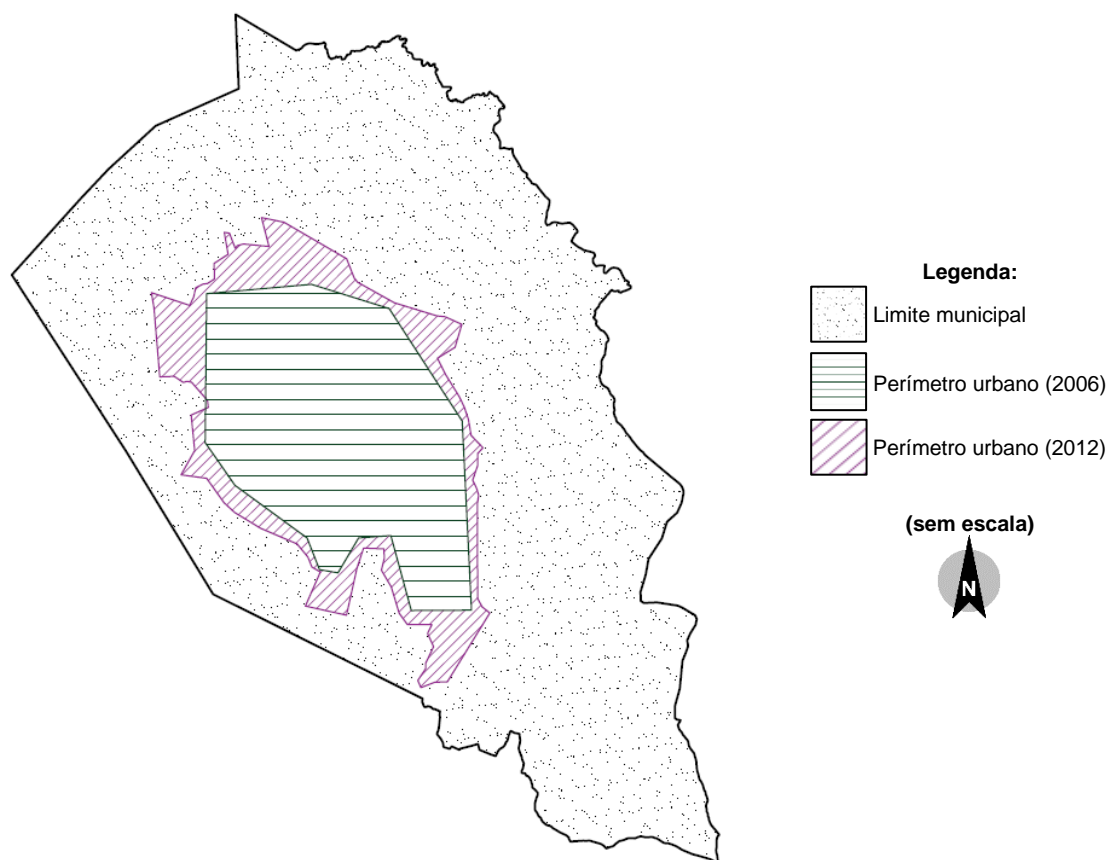 Legenda:
Limite municipal
Perímetro urbano (2006)
Perímetro urbano (2012)
(sem escala)
N